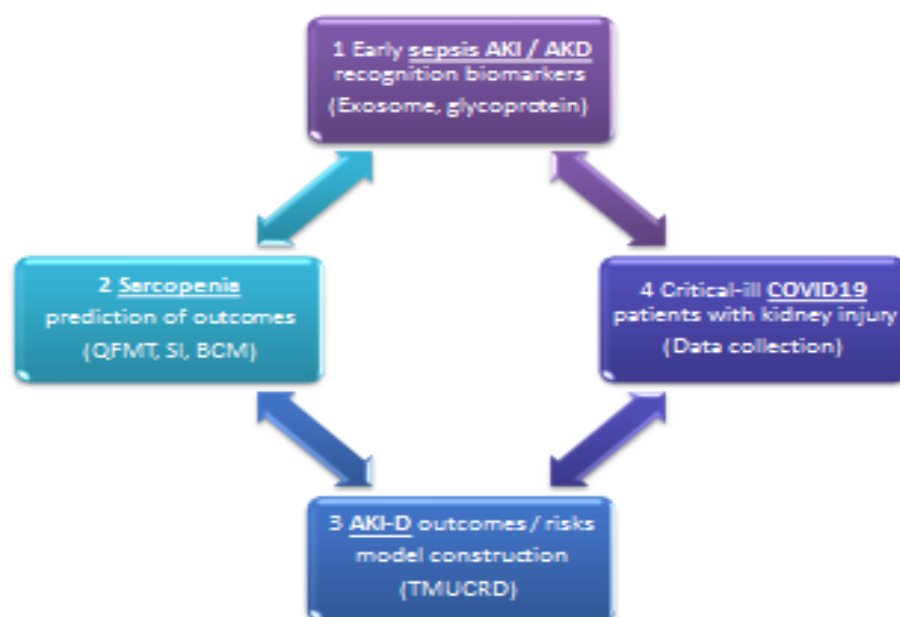 1 Early sepsis AKI / AKD
recognition biomarkers
(Exosome, glycoprotein)
2 Sarcopenia
prediction of outcomes
(QFMT, SI, BCM)
4 Critical-ill COVID19
patients with kidney injury
(Data collection)
3 AKI-D outcomes / risks
model construction
(TMUCRD)